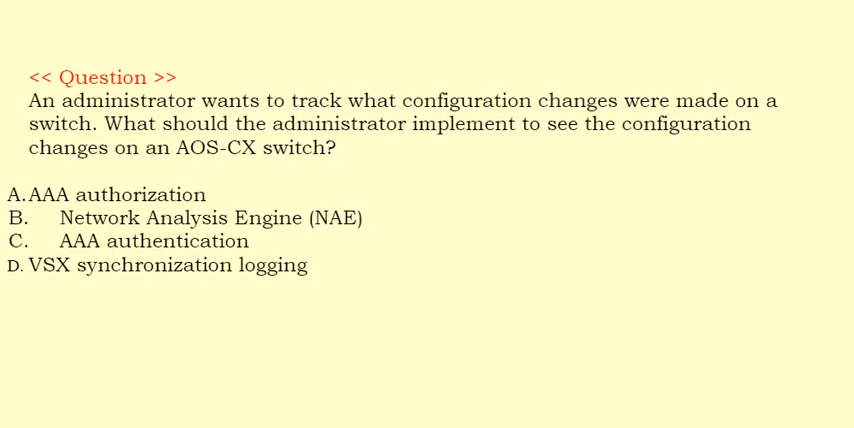 << Question >>
An administrator wants to track what configuration changes were made on a
switch. What should the administrator implement to see the configuration
changes on an AOS-CX switch?
A. AAA authorization
B. Network Analysis Engine (NAE)
C. AAA authentication
D. VSX synchronization logging